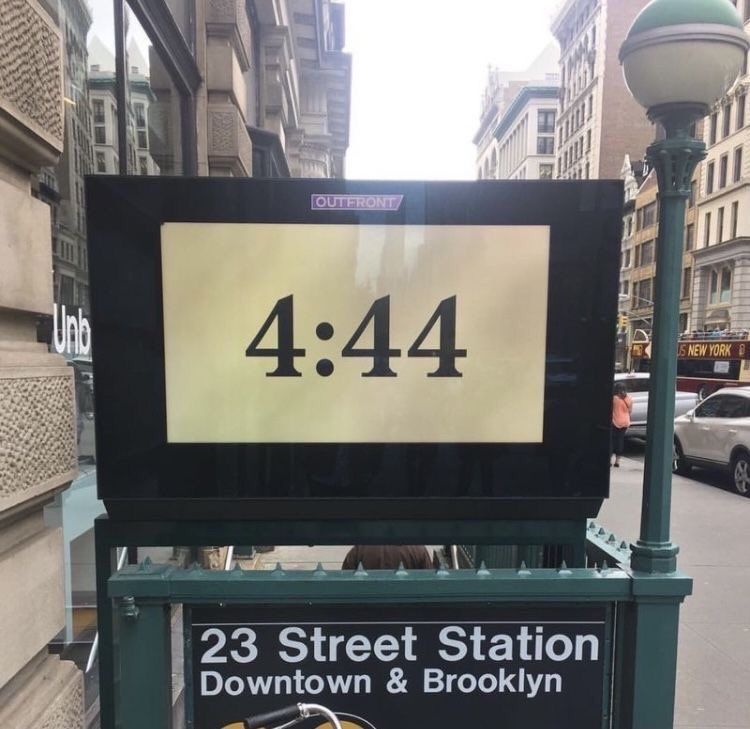 OUTFRONT/
4:44
Unb
US NEW YORK
23 Street Station
Downtown & Brooklyn